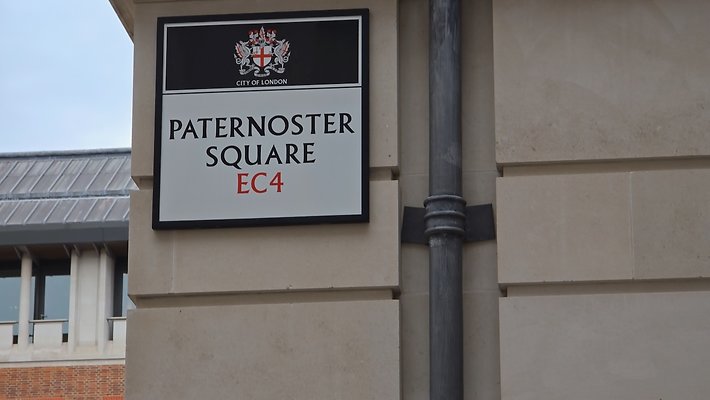 CITY OF LONDON
PATERNOSTER
SQUARE
EC4